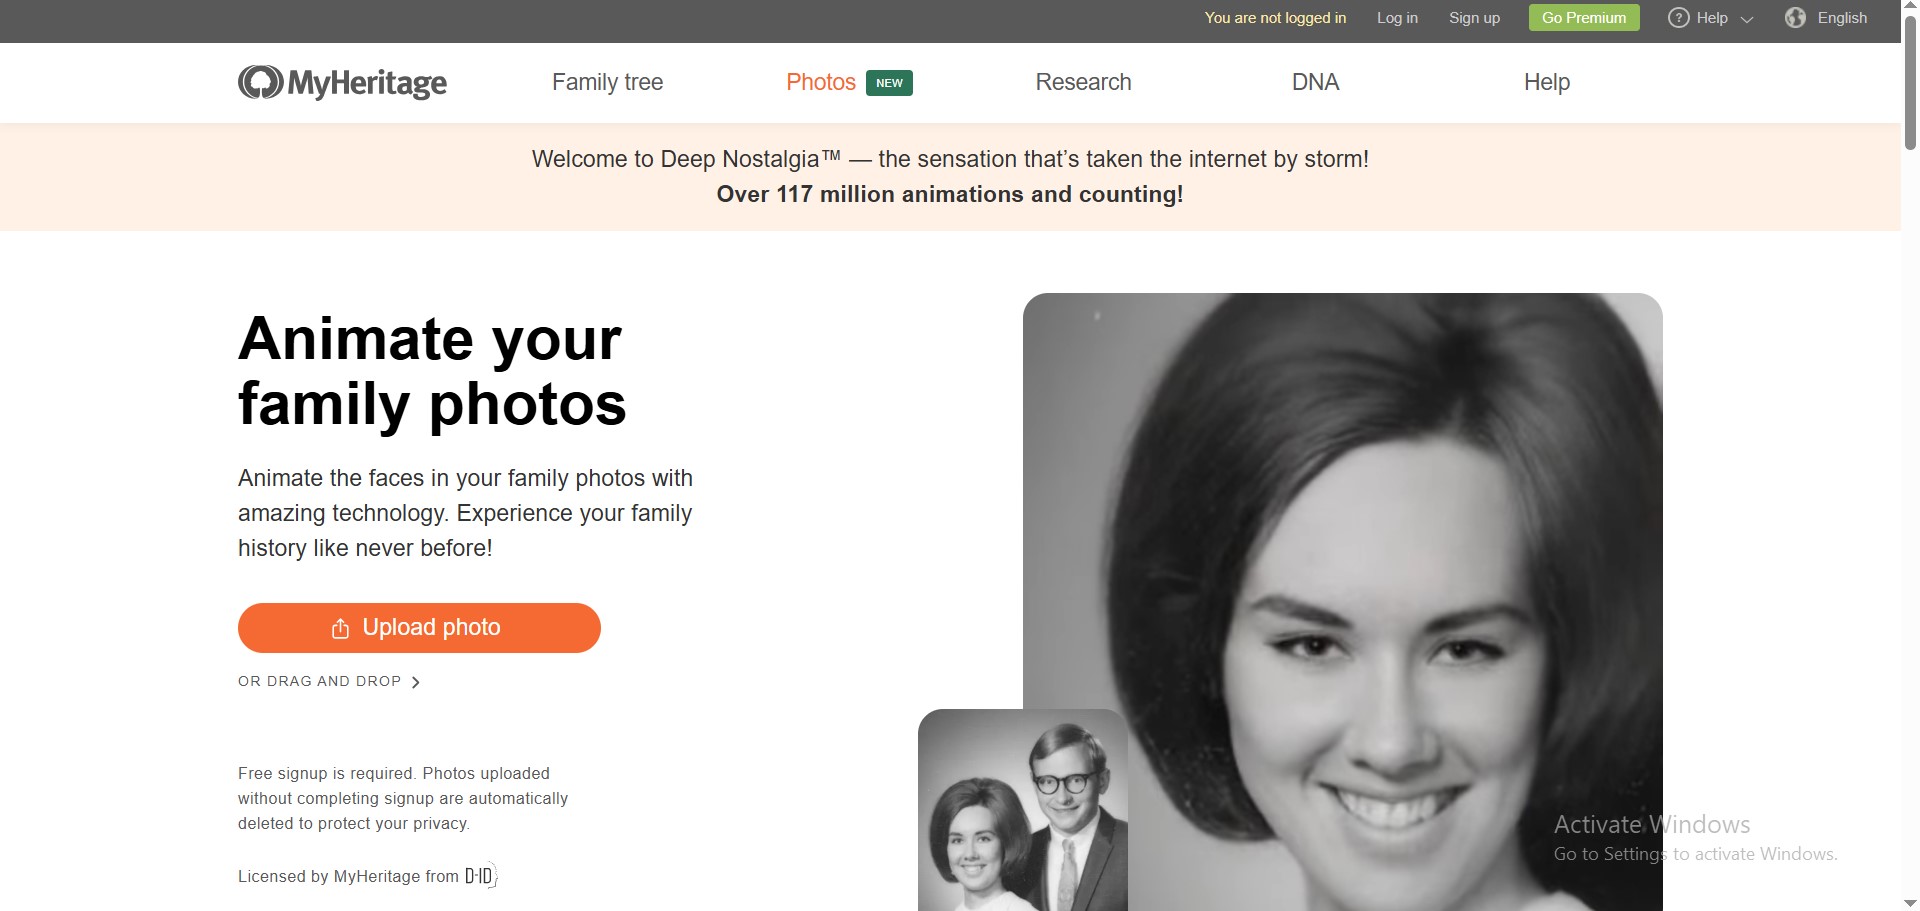 You are not logged in Log in Sign up Go Premium ? Help English
MyHeritage Family tree Photos NEW Research DNA Help
Welcome to Deep Nostalgia™ — the sensation that’s taken the internet by storm!
Over 117 million animations and counting!
Animate your
family photos
Animate the faces in your family photos with
amazing technology. Experience your family
history like never before!
Upload photo
OR DRAG AND DROP
Free signup is required. Photos uploaded
without completing signup are automatically
deleted to protect your privacy.
Licensed by MyHeritage from D-ID
Activate Windows
Go to Settings to activate Windows.